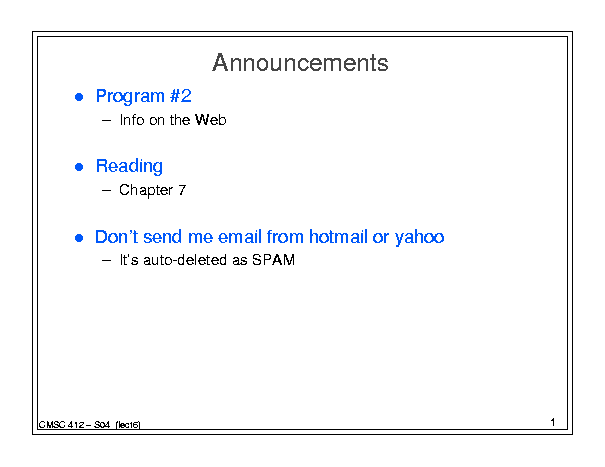 Announcements
● Program #2
– Info on the Web
● Reading
– Chapter 7
● Don't send me email from hotmail or yahoo
– It's auto-deleted as SPAM
CMSC 412 – S04 (lect6)
1